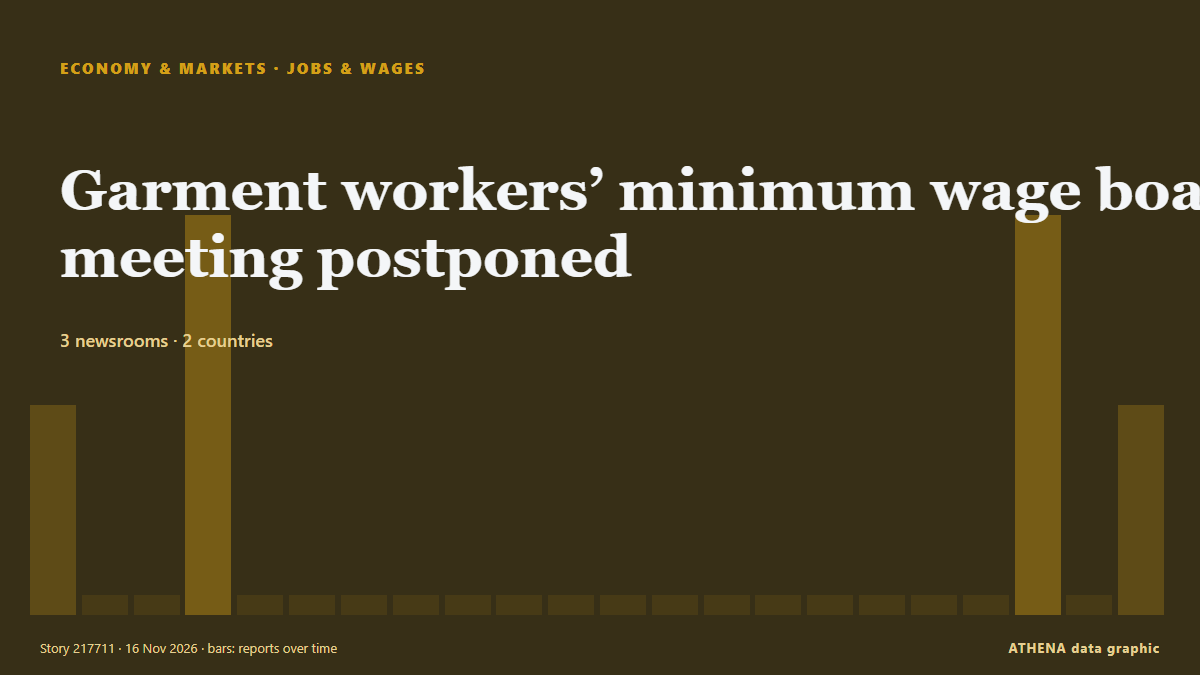 ECONOMY & MARKETS · JOBS & WAGES
Garment workers’ minimum wage boa
meeting postponed
3 newsrooms · 2 countries
Story 217711 · 16 Nov 2026 · bars: reports over time
ATHENA data graphic